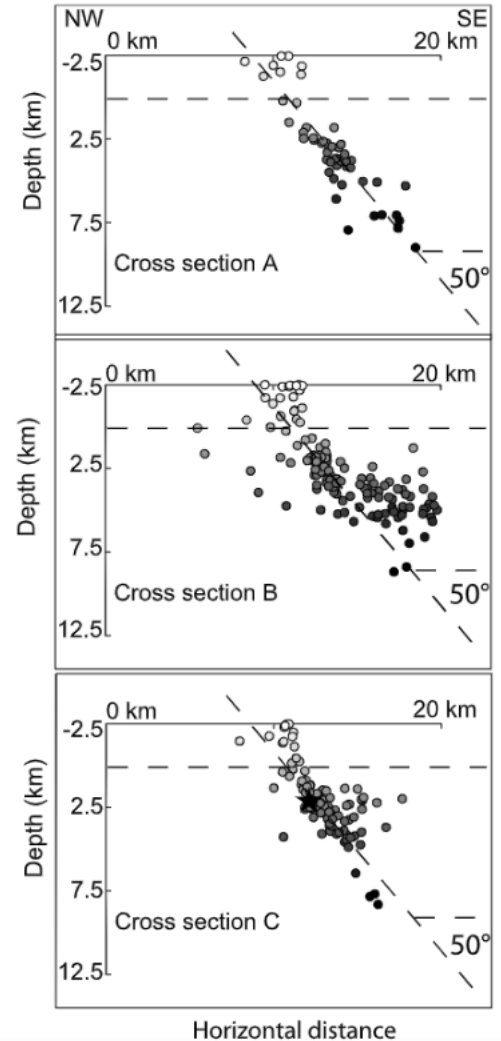 NW SE
0 km 20 km
-2.5
2.5
7.5
12.5
Depth (km)
Cross section A
50°
0 km 20 km
-2.5
2.5
7.5
12.5
Depth (km)
Cross section B
50°
0 km 20 km
-2.5
2.5
7.5
12.5
Depth (km)
Cross section C
50°
Horizontal distance